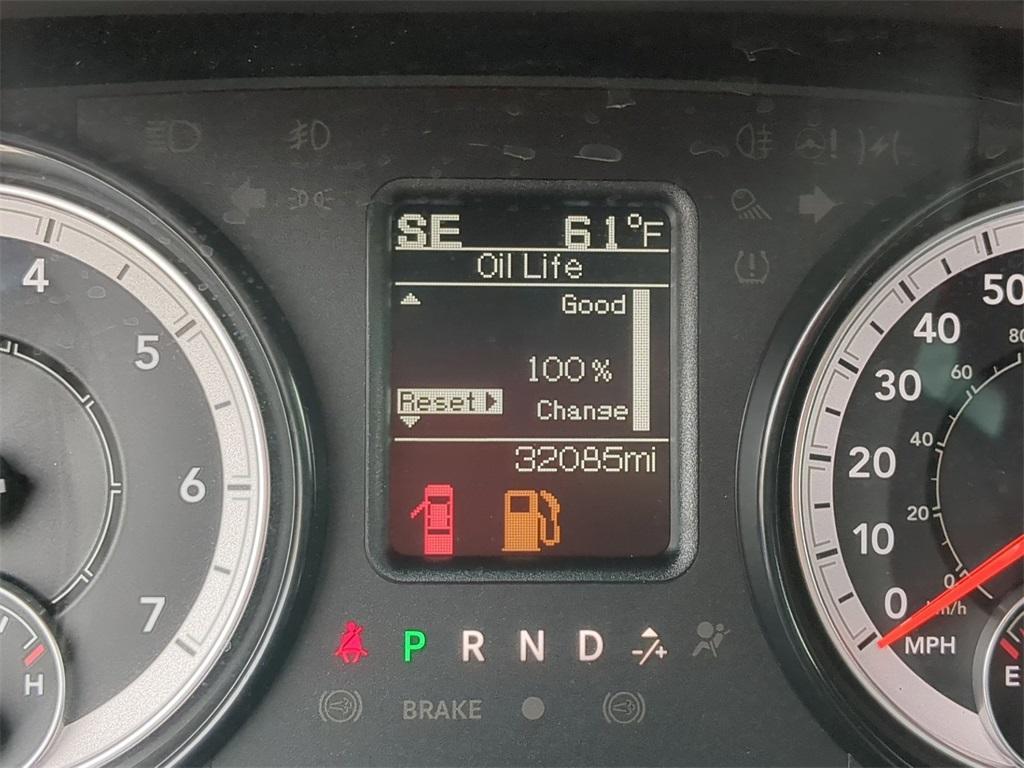 SE 61°F
Oil Life
Good
100%
Reset
Change
32085mi
P R N D -/+
BRAKE
4
5
6
7
H
50
40
30
20
10
0
MPH
80
60
40
20
0
km/h
E